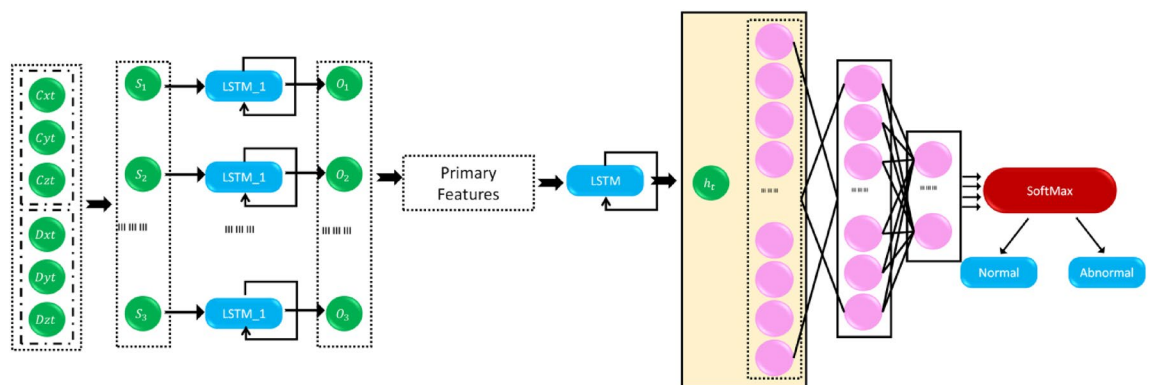 Cxt
Cyt
Czt
Dxt
Dyt
Dzt
S1
S2
S3
LSTM_1
LSTM_1
LSTM_1
O1
O2
O3
Primary
Features
LSTM
ht
SoftMax
Normal
Abnormal